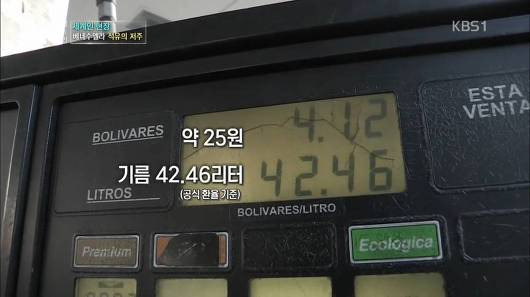 세계인 현장
베네수엘라 석유의 저주
KBS1
ESTA
VENTA
BOLIVARES
약 25원
4.12
기름 42.46리터
42.46
LITROS
(공식 환율 기준)
BOLIVARES/LITRO
Premium
Ecologica